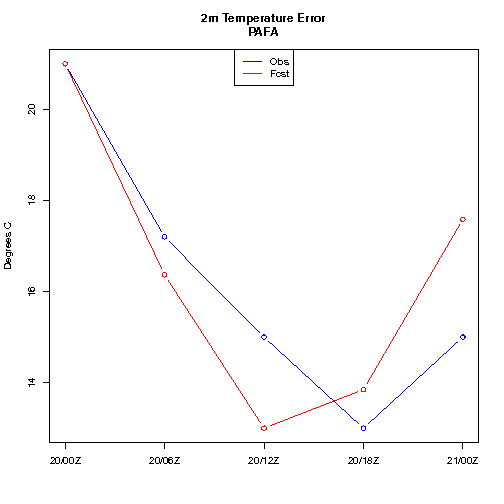 2m Temperature Error
PAFA
Obs
Fcst
Degrees C
20
18
16
14
20/00Z
20/06Z
20/12Z
20/18Z
21/00Z